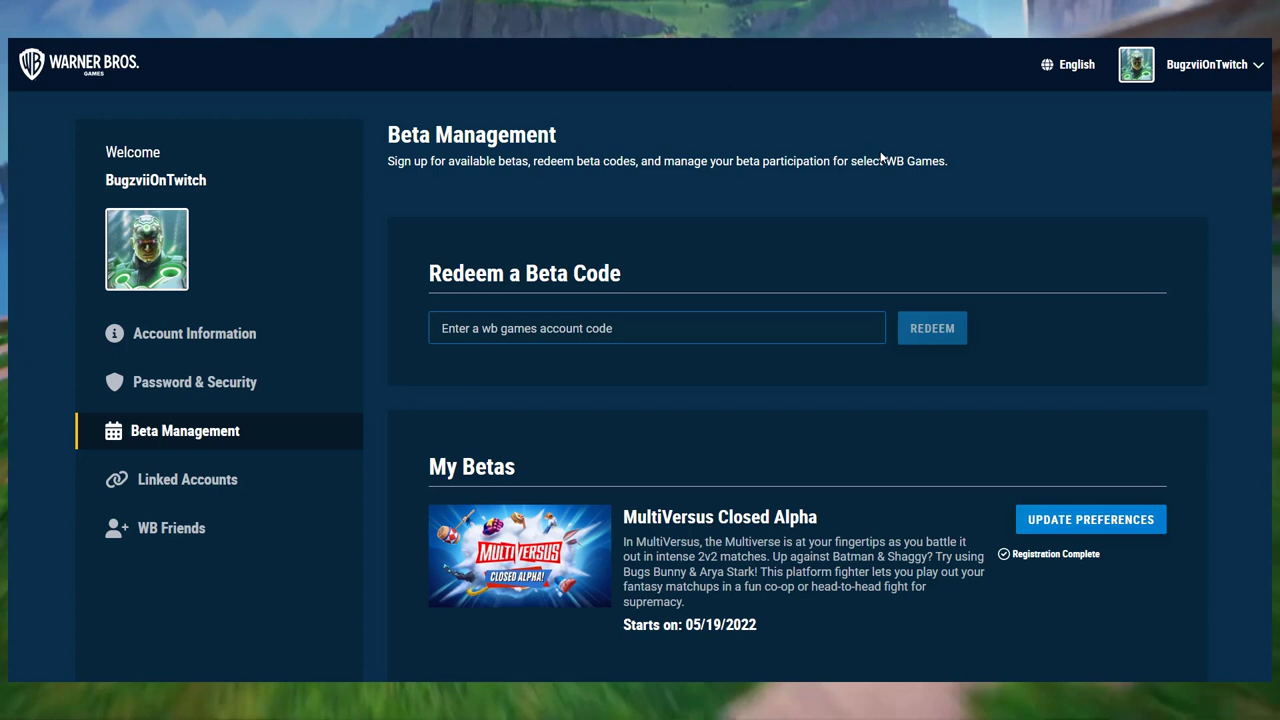 WB WARNER BROS.
GAMES
English
BugzviiOnTwitch
Welcome
BugzviiOnTwitch
Account Information
Password & Security
Beta Management
Linked Accounts
WB Friends
Beta Management
Sign up for available betas, redeem beta codes, and manage your beta participation for select WB Games.
Redeem a Beta Code
Enter a wb games account code
REDEEM
My Betas
MULTIVERSUS
CLOSED ALPHA!
MultiVersus Closed Alpha
In MultiVersus, the Multiverse is at your fingertips as you battle it
out in intense 2v2 matches. Up against Batman & Shaggy? Try using
Bugs Bunny & Arya Stark! This platform fighter lets you play out your
fantasy matchups in a fun co-op or head-to-head fight for
supremacy.
Starts on: 05/19/2022
UPDATE PREFERENCES
Registration Complete